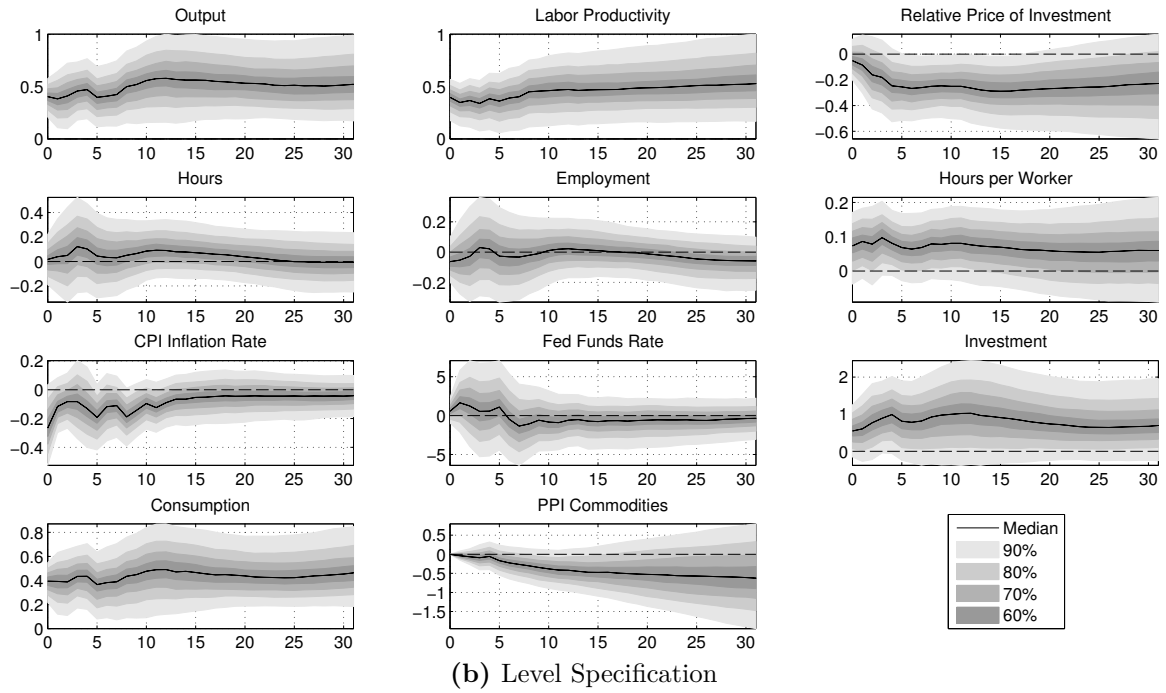 Output
1
0.5
0
0 5 10 15 20 25 30
Labor Productivity
1
0.5
0
0 5 10 15 20 25 30
Relative Price of Investment
0
−0.2
−0.4
−0.6
0 5 10 15 20 25 30
Hours
0.4
0.2
0
−0.2
0 5 10 15 20 25 30
Employment
0.2
0
−0.2
0 5 10 15 20 25 30
Hours per Worker
0.2
0.1
0
0 5 10 15 20 25 30
CPI Inflation Rate
0.2
0
−0.2
−0.4
0 5 10 15 20 25 30
Fed Funds Rate
5
0
−5
0 5 10 15 20 25 30
Investment
2
1
0
0 5 10 15 20 25 30
Consumption
0.8
0.6
0.4
0.2
0
0 5 10 15 20 25 30
PPI Commodities
0.5
0
−0.5
−1
−1.5
0 5 10 15 20 25 30
Median
90%
80%
70%
60%
(b) Level Specification